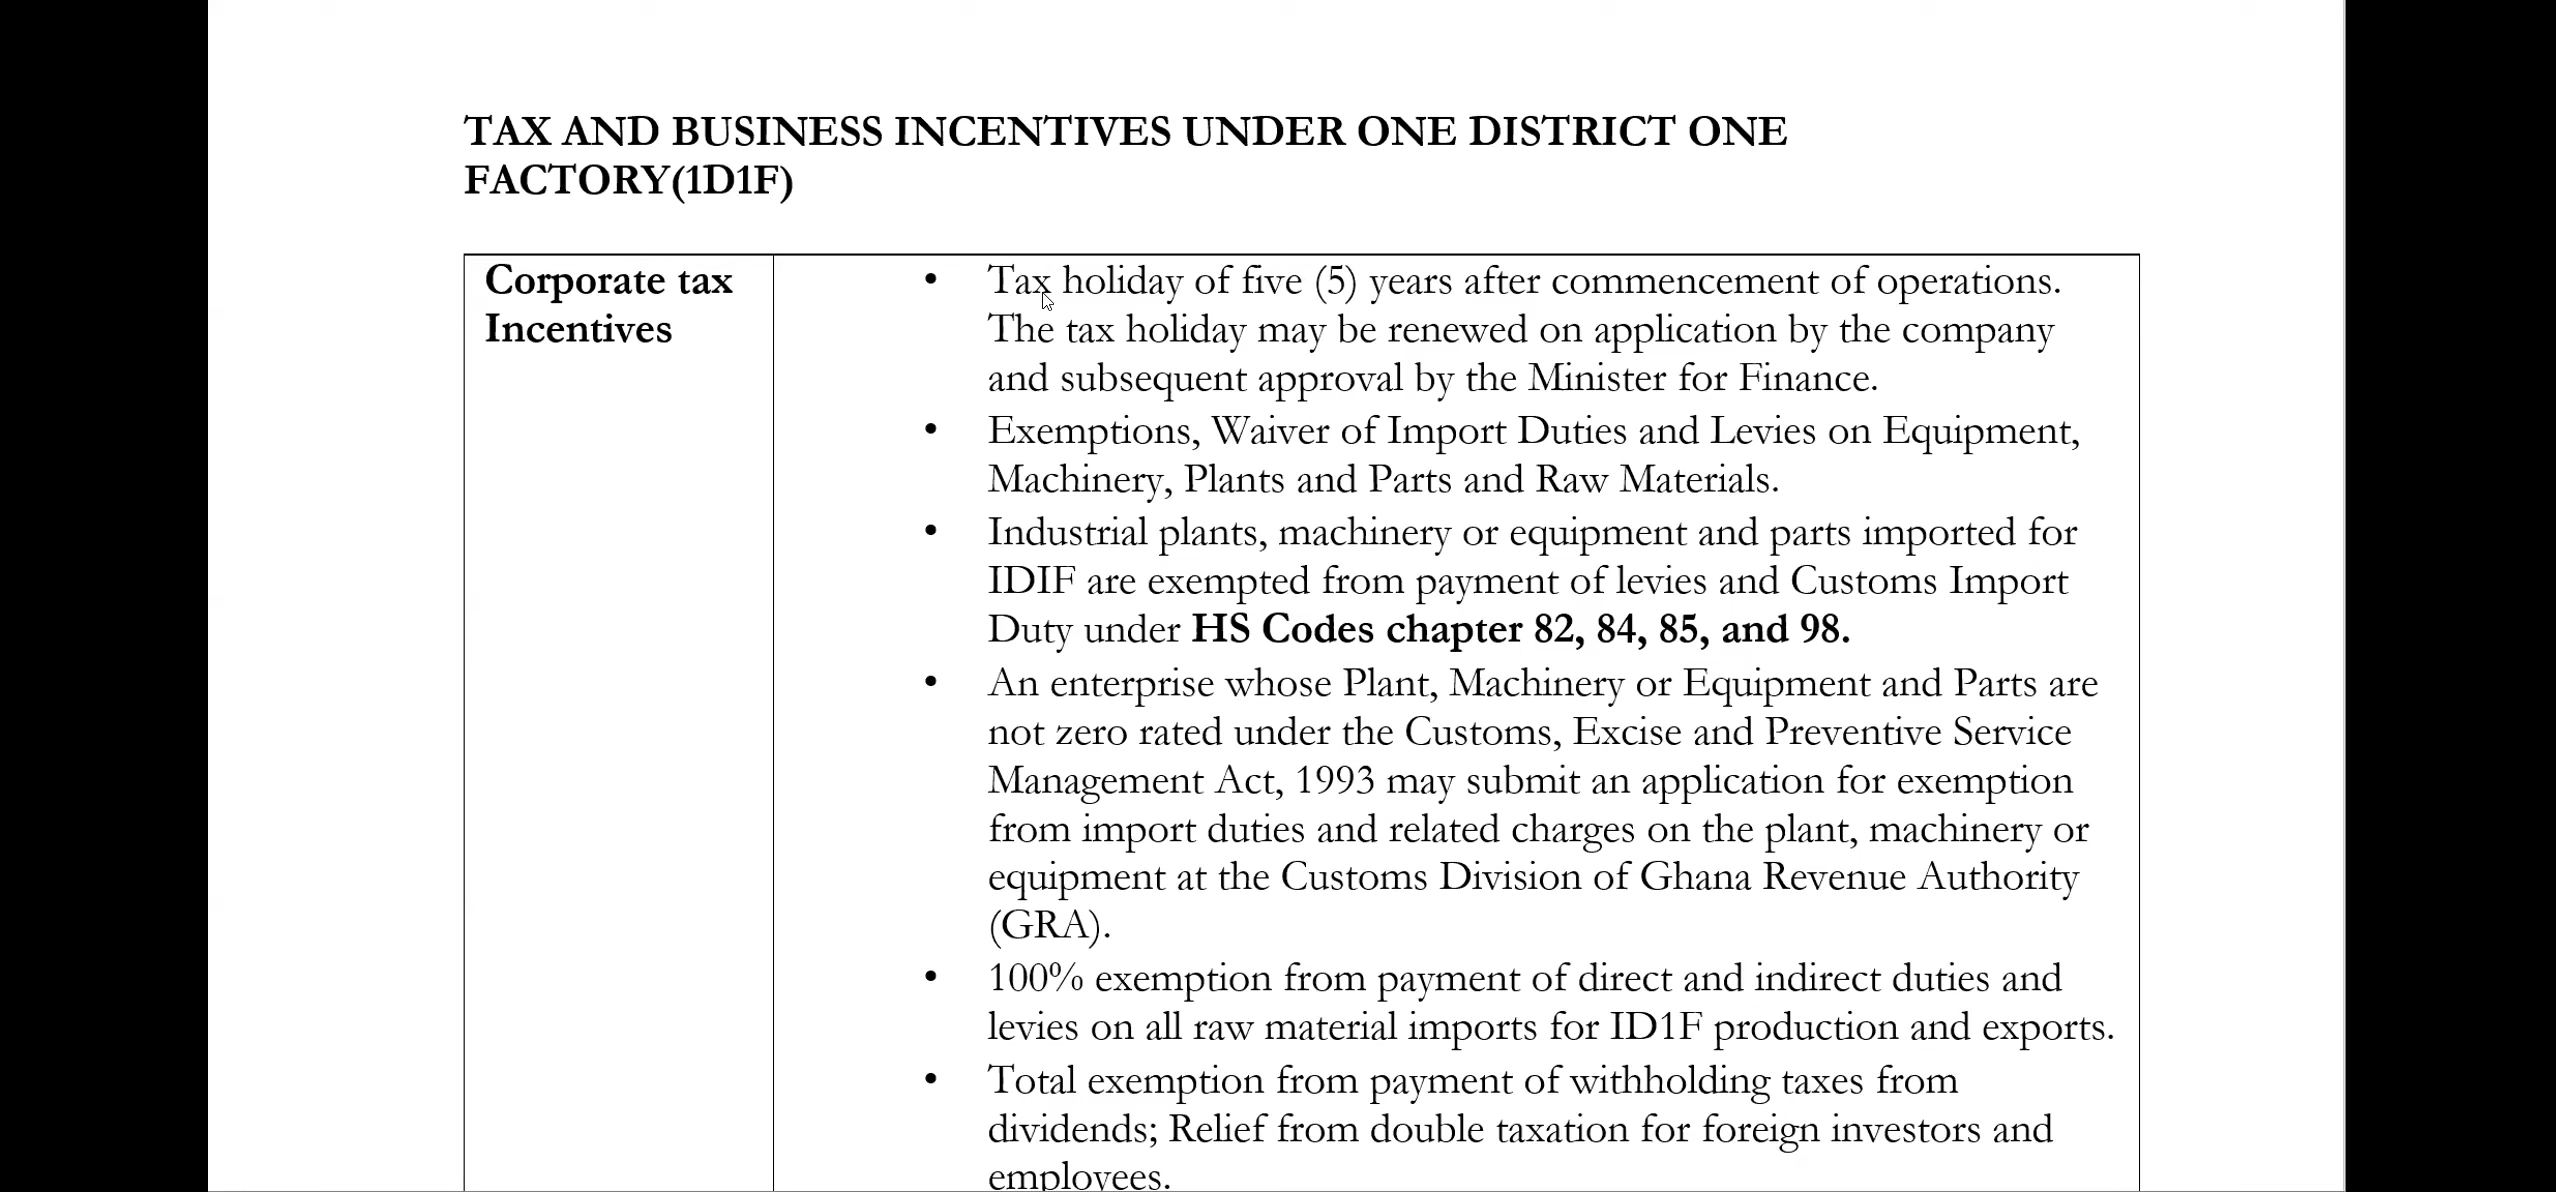 TAX AND BUSINESS INCENTIVES UNDER ONE DISTRICT ONE
FACTORY(1D1F)
Corporate tax
Incentives
• Tax holiday of five (5) years after commencement of operations.
The tax holiday may be renewed on application by the company
and subsequent approval by the Minister for Finance.
• Exemptions, Waiver of Import Duties and Levies on Equipment,
Machinery, Plants and Parts and Raw Materials.
• Industrial plants, machinery or equipment and parts imported for
IDIF are exempted from payment of levies and Customs Import
Duty under HS Codes chapter 82, 84, 85, and 98.
• An enterprise whose Plant, Machinery or Equipment and Parts are
not zero rated under the Customs, Excise and Preventive Service
Management Act, 1993 may submit an application for exemption
from import duties and related charges on the plant, machinery or
equipment at the Customs Division of Ghana Revenue Authority
(GRA).
• 100% exemption from payment of direct and indirect duties and
levies on all raw material imports for ID1F production and exports.
• Total exemption from payment of withholding taxes from
dividends; Relief from double taxation for foreign investors and
employees.